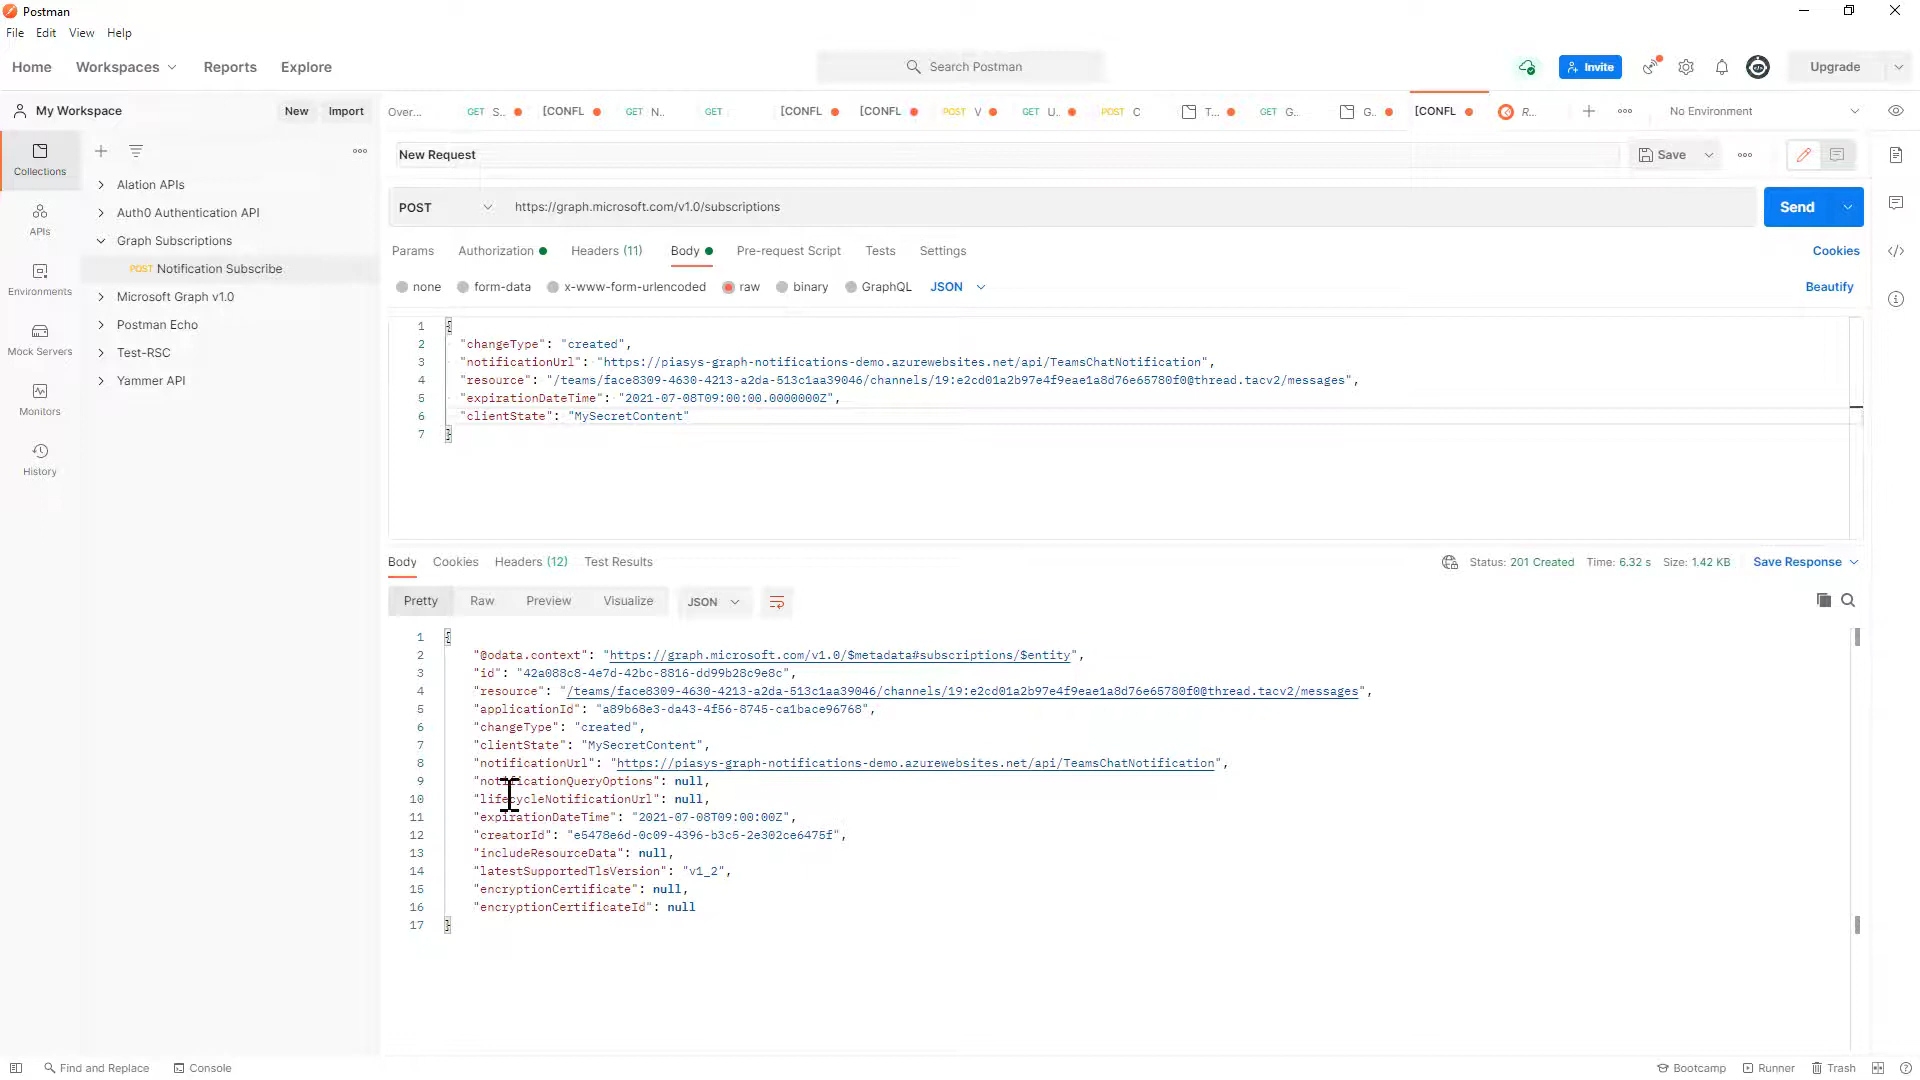 Postman
File Edit View Help
Home Workspaces Reports Explore Search Postman Invite Upgrade
My Workspace New Import Over... GET S.. [CONFL GET N.. GET [CONFL [CONFL POST V GET U.. POST C T... GET G.. G.. [CONFL R... No Environment
New Request Save
Collections
APIs
Environments
Mock Servers
Monitors
History
Alation APIs
Auth0 Authentication API
Graph Subscriptions
POST Notification Subscribe
Microsoft Graph v1.0
Postman Echo
Test-RSC
Yammer API
POST https://graph.microsoft.com/v1.0/subscriptions Send
Params Authorization Headers (11) Body Pre-request Script Tests Settings Cookies
none form-data x-www-form-urlencoded raw binary GraphQL JSON Beautify
1 {
2 "changeType": "created",
3 "notificationUrl": "https://piasys-graph-notifications-demo.azurewebsites.net/api/TeamsChatNotification",
4 "resource": "/teams/face8309-4630-4213-a2da-513c1aa39046/channels/19:e2cd01a2b97e4f9eae1a8d76e65780f0@thread.tacv2/messages",
5 "expirationDateTime": "2021-07-08T09:00:00.0000000Z",
6 "clientState": "MySecretContent"
7 }
Body Cookies Headers (12) Test Results Status: 201 Created Time: 6.32 s Size: 1.42 KB Save Response
Pretty Raw Preview Visualize JSON
1 {
2 "@odata.context": "https://graph.microsoft.com/v1.0/$metadata#subscriptions/$entity",
3 "id": "42a088c8-4e7d-42bc-8816-dd99b28c9e8c",
4 "resource": "/teams/face8309-4630-4213-a2da-513c1aa39046/channels/19:e2cd01a2b97e4f9eae1a8d76e65780f0@thread.tacv2/messages",
5 "applicationId": "a89b68e3-da43-4f56-8745-ca1bace96768",
6 "changeType": "created",
7 "clientState": "MySecretContent",
8 "notificationUrl": "https://piasys-graph-notifications-demo.azurewebsites.net/api/TeamsChatNotification",
9 "notificationQueryOptions": null,
10 "lifecycleNotificationUrl": null,
11 "expirationDateTime": "2021-07-08T09:00:00Z",
12 "creatorId": "e5478e6d-0c09-4396-b3c5-2e302ce6475f",
13 "includeResourceData": null,
14 "latestSupportedTlsVersion": "v1_2",
15 "encryptionCertificate": null,
16 "encryptionCertificateId": null
17 }
Find and Replace Console Bootcamp Runner Trash